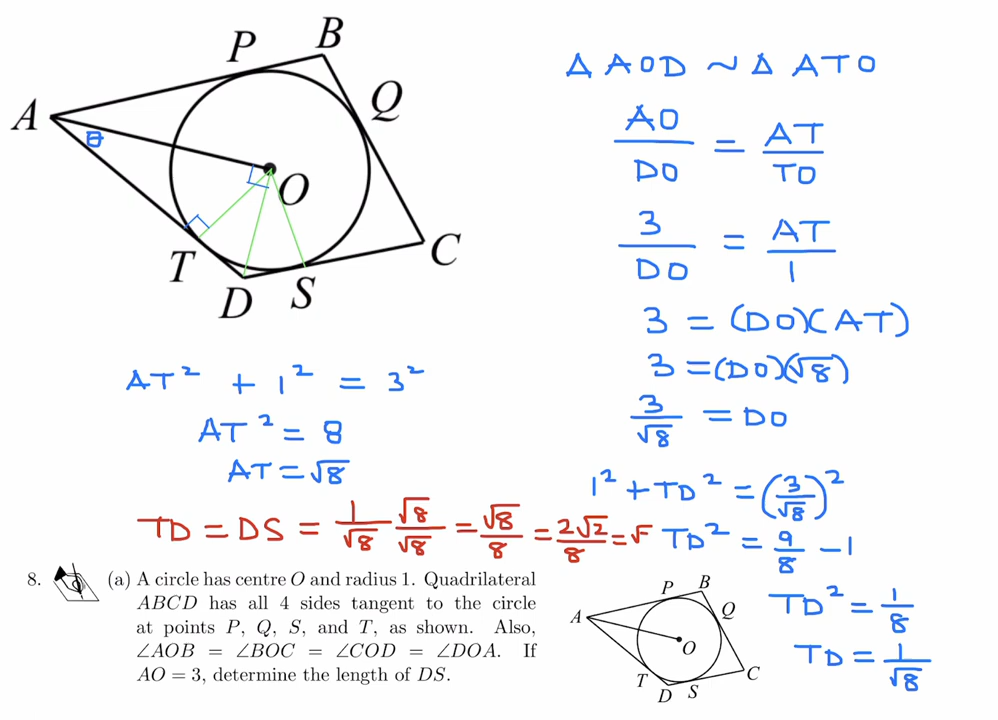 P
B
A
Q
θ
O
T
D
S
C
Δ AOD ~ Δ ATO
AO/DO = AT/TO
3/DO = AT/1
3 = (DO)(AT)
3 = (DO)(√8)
3/√8 = DO
AT² + 1² = 3²
AT² = 8
AT = √8
1² + TD² = (3/√8)²
TD = DS = 1/√8 √8/√8 = √8/8 = 2√2/8 = √
TD² = 9/8 - 1
TD² = 1/8
TD = 1/√8
8. (a) A circle has centre O and radius 1. Quadrilateral
ABCD has all 4 sides tangent to the circle
at points P, Q, S, and T, as shown. Also,
∠AOB = ∠BOC = ∠COD = ∠DOA. If
AO = 3, determine the length of DS.
P
B
A
Q
O
T
D
S
C